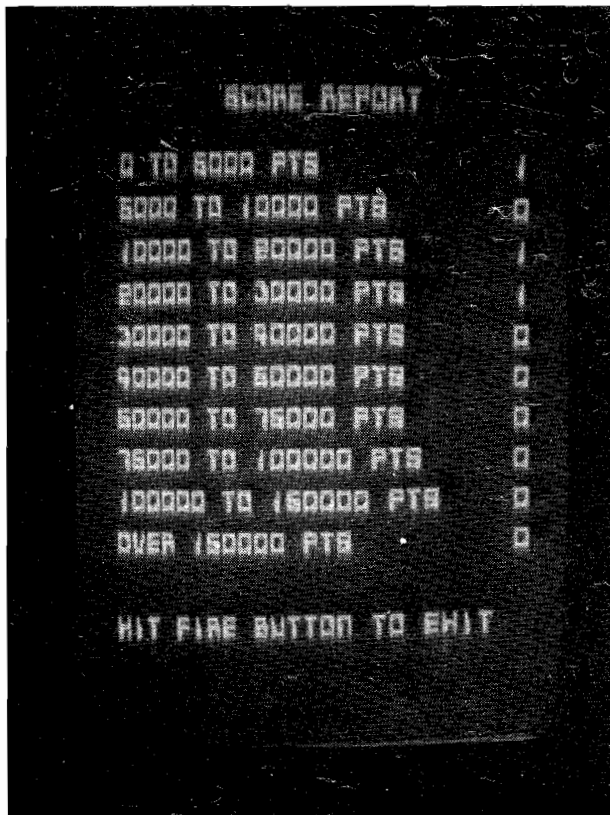 SCORE REPORT
0 TO 5000 PTS 1
5000 TO 10000 PTS 0
10000 TO 20000 PTS 1
20000 TO 30000 PTS 1
30000 TO 40000 PTS 0
40000 TO 50000 PTS 0
50000 TO 75000 PTS 0
75000 TO 100000 PTS 0
100000 TO 150000 PTS 0
OVER 150000 PTS 0
HIT FIRE BUTTON TO EXIT